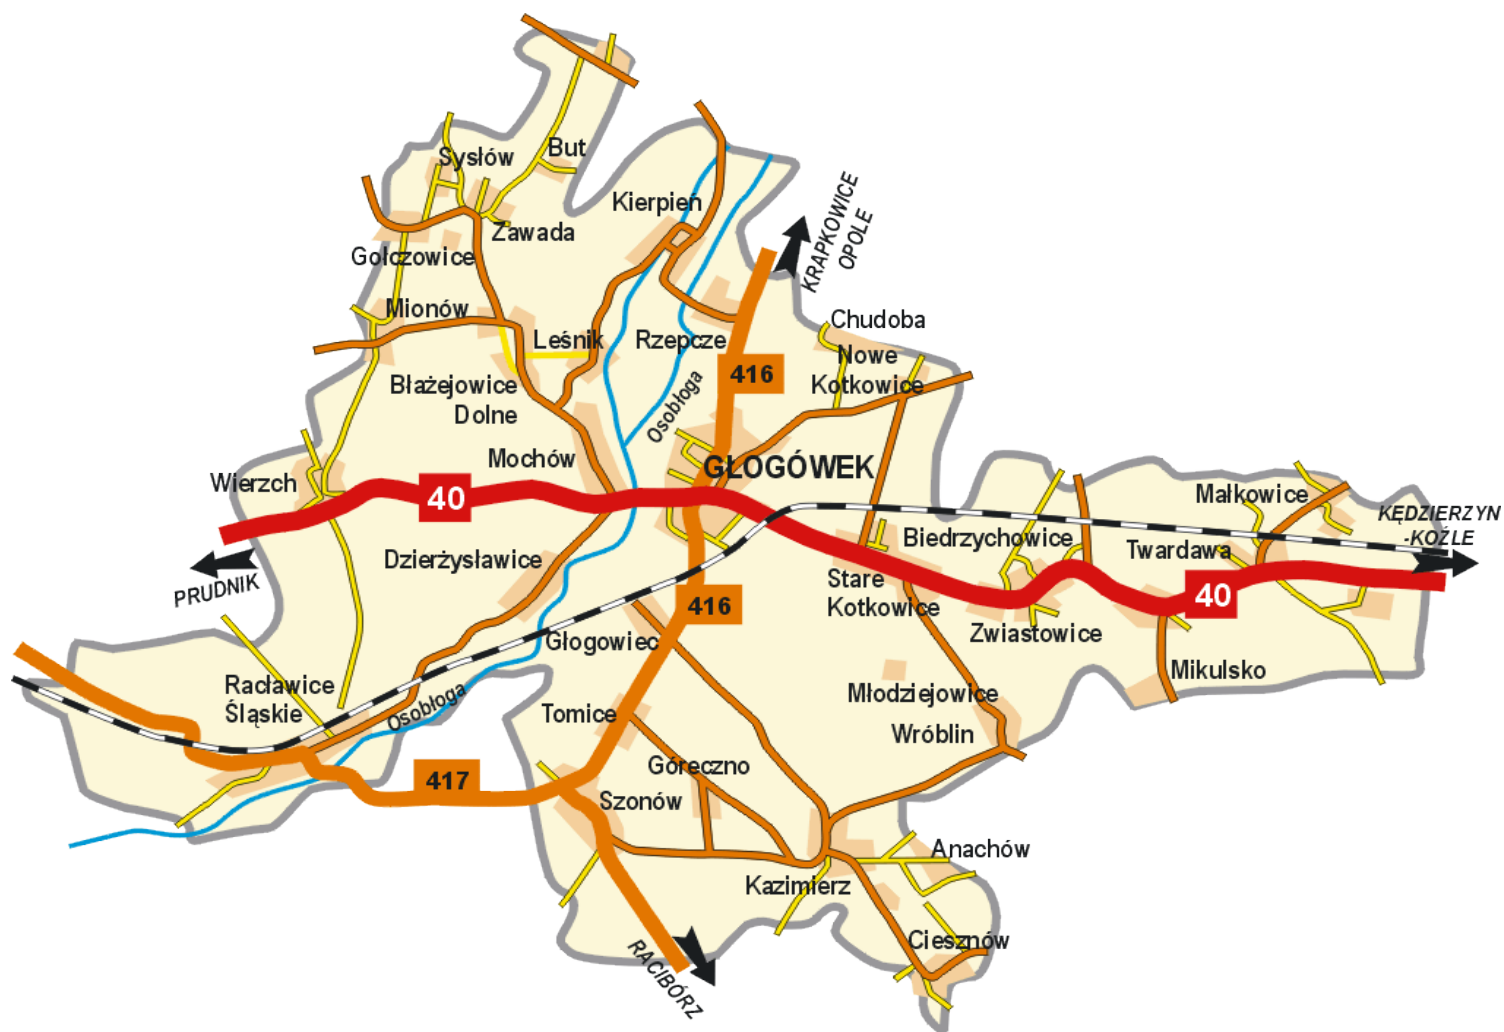 But
Sysłów
Kierpień
Zawada
KRAPKOWICE
OPOLE
Gołczowice
Mionów
Chudoba
Leśnik
Rzepcze
Nowe
Kotkowice
416
Błażejowice
Dolne
Osobłoga
Mochów
GŁOGÓWEK
Wierzch
40
Małkowice
KĘDZIERZYN
-KOŹLE
Biedrzychowice
Twardawa
Dzierżysławice
PRUDNIK
Stare
Kotkowice
40
416
Zwiastowice
Głogowiec
Mikulsko
Racławice
Śląskie
Osobłoga
Młodziejowice
Tomice
Wróblin
Góreczno
417
Szonów
Anachów
Kazimierz
Ciesznów
RACIBÓRZ